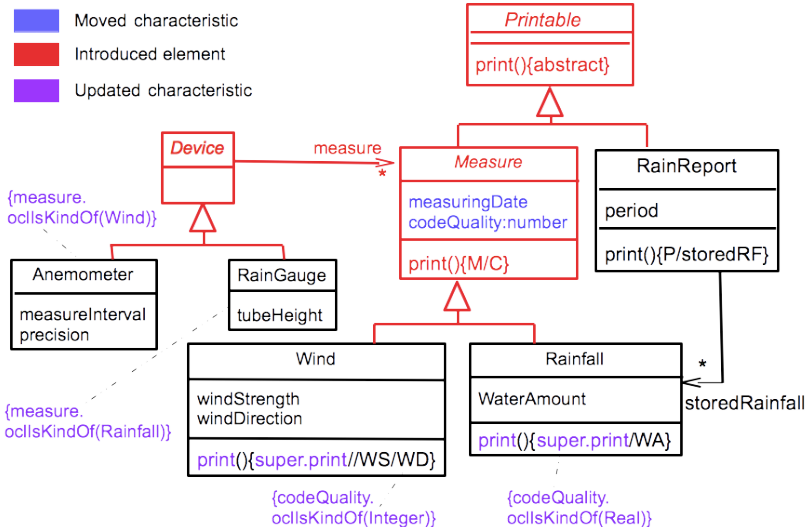 Moved characteristic
Introduced element
Updated characteristic
Printable
print(){abstract}
Device
measure
*
Measure
measuringDate
codeQuality:number
print(){M/C}
RainReport
period
print(){P/storedRF}
{measure.
oclIsKindOf(Wind)}
Anemometer
measureInterval
precision
RainGauge
tubeHeight
{measure.
oclIsKindOf(Rainfall)}
Wind
windStrength
windDirection
print(){super.print//WS/WD}
Rainfall
WaterAmount
print(){super.print/WA}
*
storedRainfall
{codeQuality.
oclIsKindOf(Integer)}
{codeQuality.
oclIsKindOf(Real)}